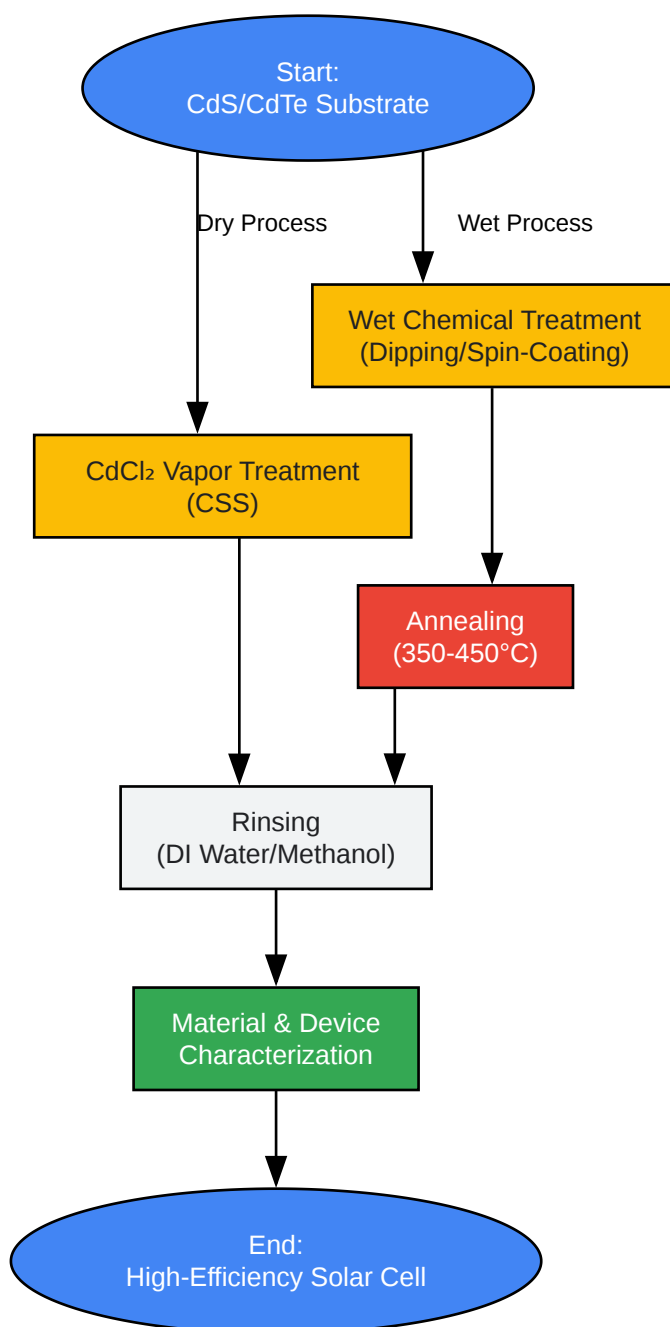 Start:
CdS/CdTe Substrate
Dry Process
Wet Process
Wet Chemical Treatment
(Dipping/Spin-Coating)
CdCl₂ Vapor Treatment
(CSS)
Annealing
(350-450°C)
Rinsing
(DI Water/Methanol)
Material & Device
Characterization
End:
High-Efficiency Solar Cell